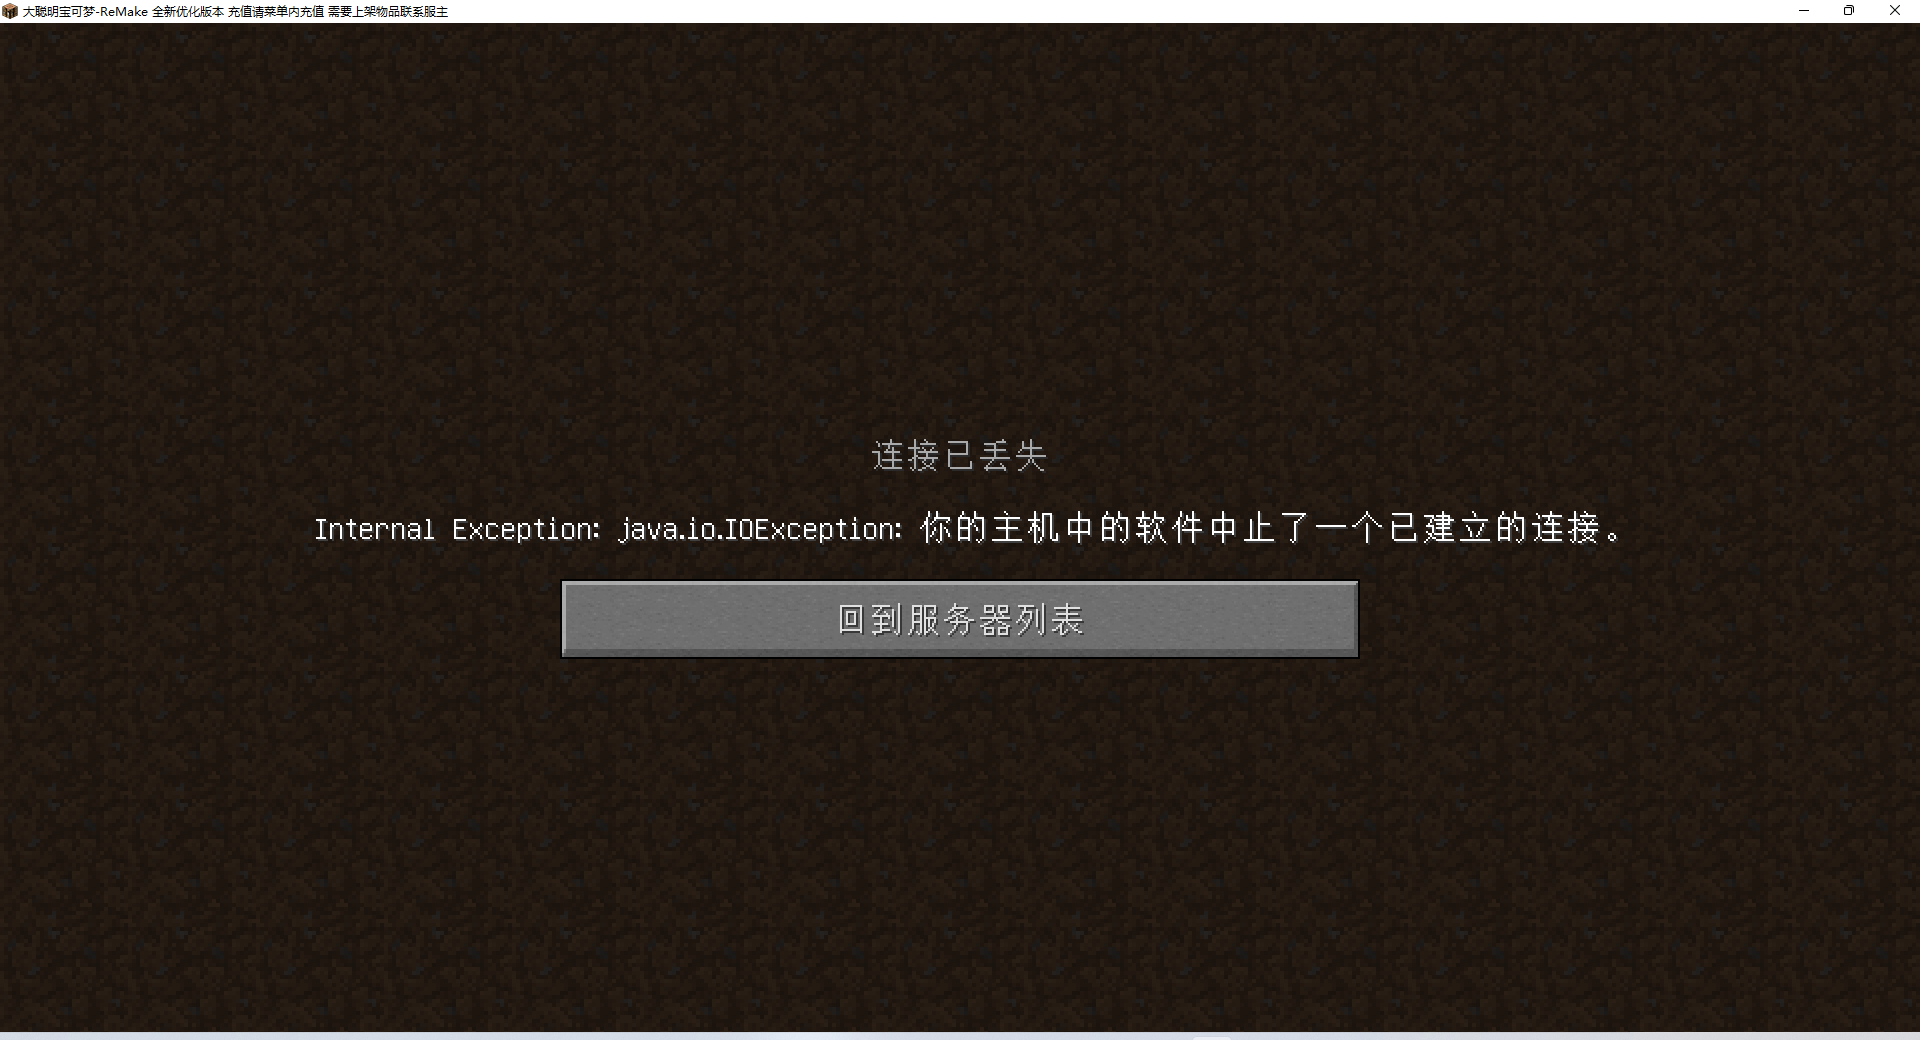 大聪明宝可梦-ReMake 全新优化版本 充值请菜单内充值 需要上架物品联系服主
连接已丢失
Internal Exception: java.io.IOException: 你的主机中的软件中止了一个已建立的连接。
回到服务器列表